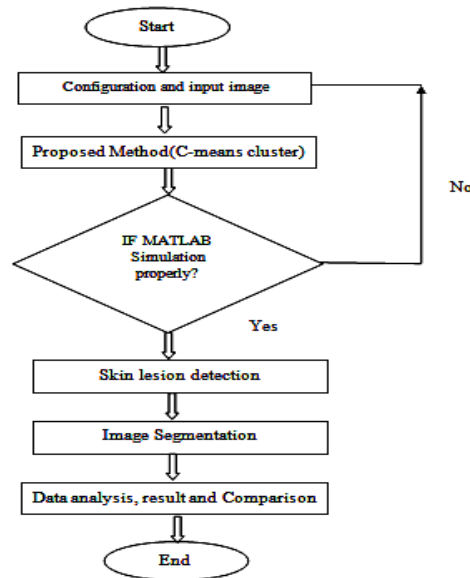 Start
Configuration and input image
Proposed Method(C-means cluster)
IF MATLAB
Simulation
properly?
No
Yes
Skin lesion detection
Image Segmentation
Data analysis, result and Comparison
End